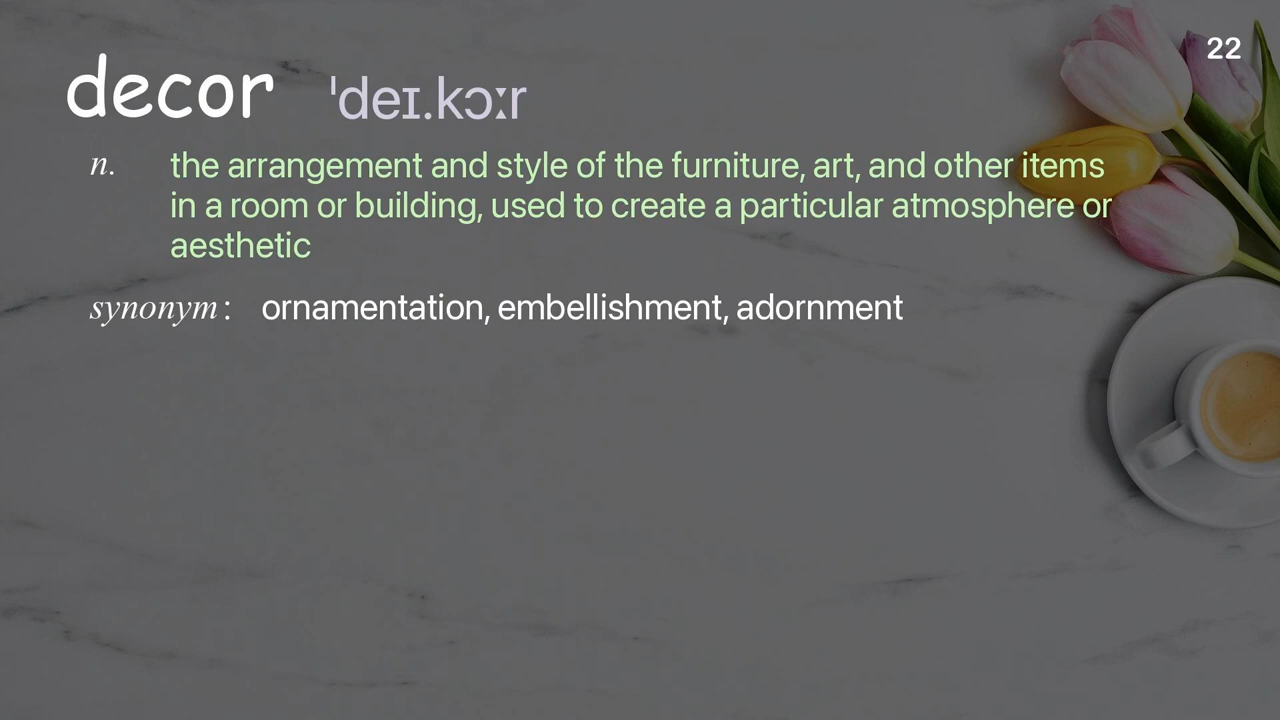 22
decor ˈdeɪ.kɔːr
n. the arrangement and style of the furniture, art, and other items
in a room or building, used to create a particular atmosphere or
aesthetic
synonym: ornamentation, embellishment, adornment